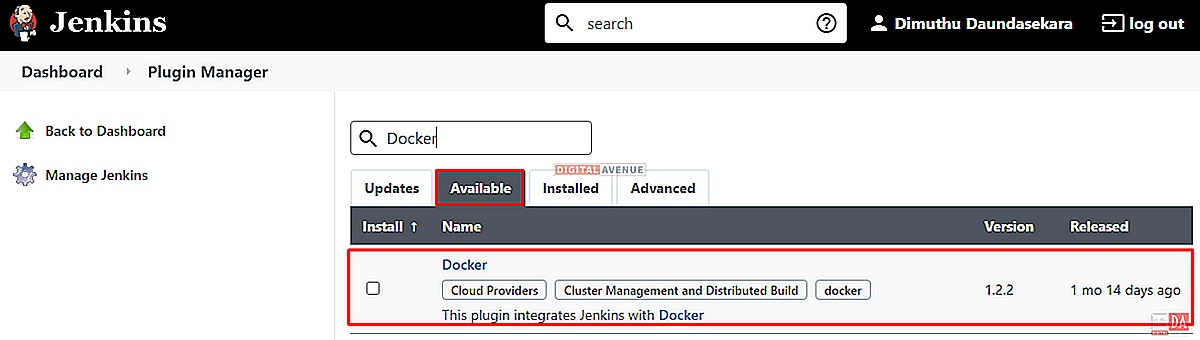 Jenkins
search
Dimuthu Daundasekara
log out
Dashboard
Plugin Manager
Back to Dashboard
Manage Jenkins
Docker
DIGITAL AVENUE
Updates
Available
Installed
Advanced
Install ↑ Name Version Released
Docker
Cloud Providers Cluster Management and Distributed Build docker
1.2.2 1 mo 14 days ago
This plugin integrates Jenkins with Docker
DA